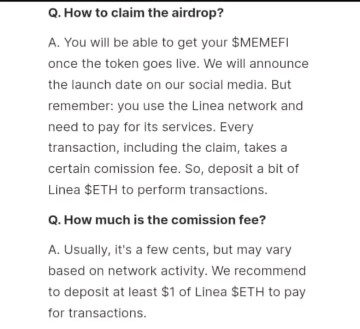 Q. How to claim the airdrop?
A. You will be able to get your $MEMEFI
once the token goes live. We will announce
the launch date on our social media. But
remember: you use the Linea network and
need to pay for its services. Every
transaction, including the claim, takes a
certain comission fee. So, deposit a bit of
Linea $ETH to perform transactions.
Q. How much is the comission fee?
A. Usually, it's a few cents, but may vary
based on network activity. We recommend
to deposit at least $1 of Linea $ETH to pay
for transactions.